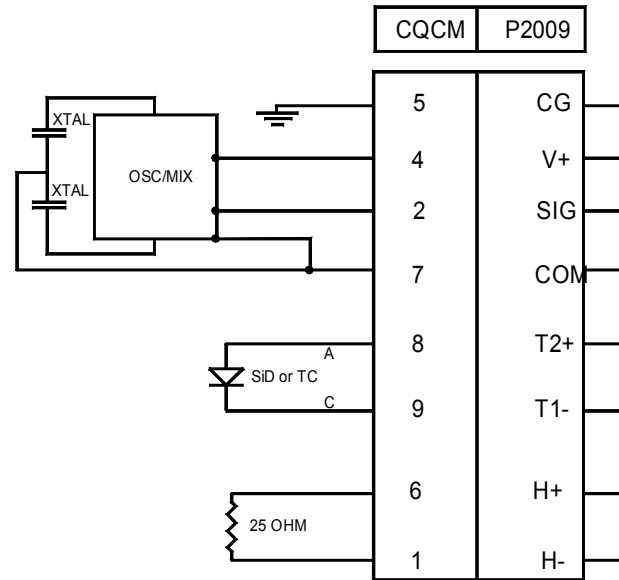 CQCM P2009
5 CG
XTAL
4 V+
OSC/MIX
XTAL
2 SIG
7 COM
8 T2+
A
SiD or TC
C
9 T1-
6 H+
25 OHM
1 H-